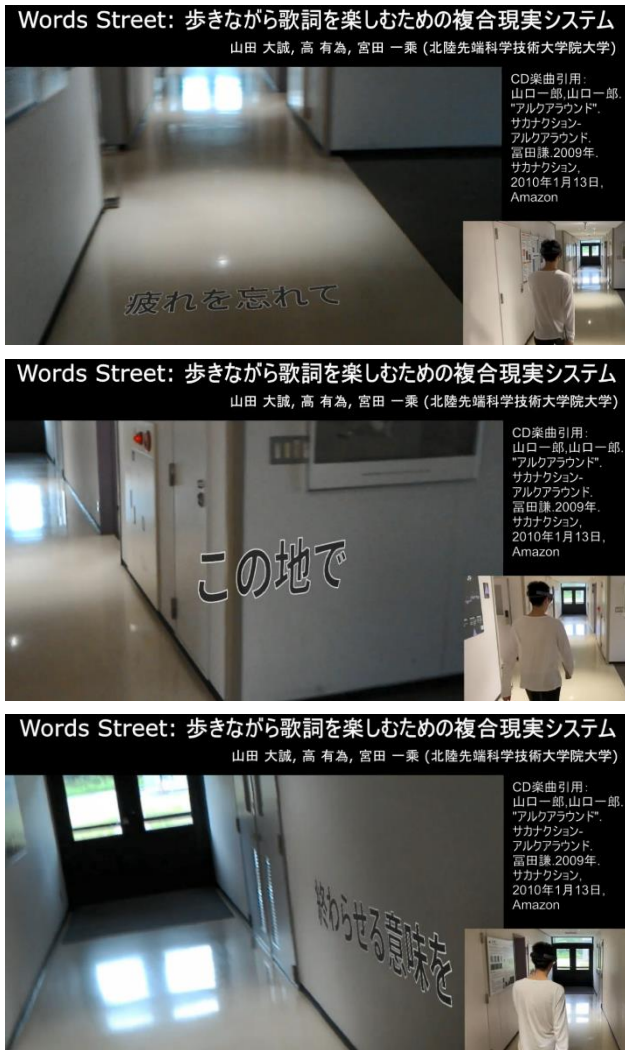 Words Street: 歩きながら歌詞を楽しむための複合現実システム
山田 大誠, 高 有為, 宮田 一乘 (北陸先端科学技術大学院大学)
CD楽曲引用:
山口一郎,山口一郎.
"アルクアラウンド".
サカナクション-
アルクアラウンド.
冨田謙.2009年.
サカナクション,
2010年1月13日,
Amazon
疲れを忘れて
Words Street: 歩きながら歌詞を楽しむための複合現実システム
山田 大誠, 高 有為, 宮田 一乘 (北陸先端科学技術大学院大学)
CD楽曲引用:
山口一郎,山口一郎.
"アルクアラウンド".
サカナクション-
アルクアラウンド.
冨田謙.2009年.
サカナクション,
2010年1月13日,
Amazon
この地で
Words Street: 歩きながら歌詞を楽しむための複合現実システム
山田 大誠, 高 有為, 宮田 一乘 (北陸先端科学技術大学院大学)
CD楽曲引用:
山口一郎,山口一郎.
"アルクアラウンド".
サカナクション-
アルクアラウンド.
冨田謙.2009年.
サカナクション,
2010年1月13日,
Amazon
終わらせる意味を